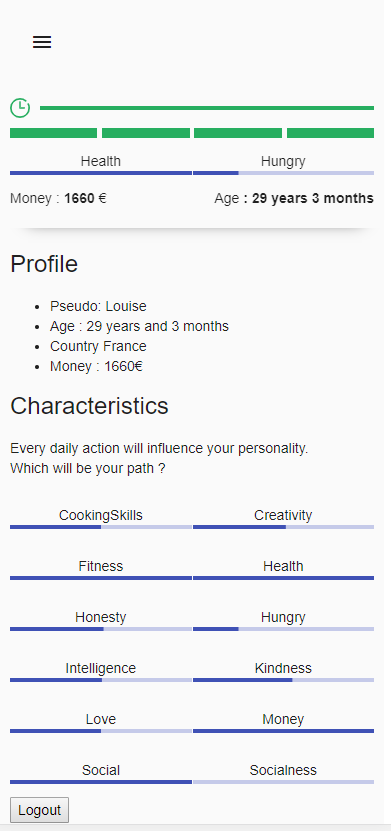 Health Hungry
Money : 1660 € Age : 29 years 3 months
Profile
Pseudo: Louise
Age : 29 years and 3 months
Country France
Money : 1660€
Characteristics
Every daily action will influence your personality.
Which will be your path ?
CookingSkills Creativity
Fitness Health
Honesty Hungry
Intelligence Kindness
Love Money
Social Socialness
Logout